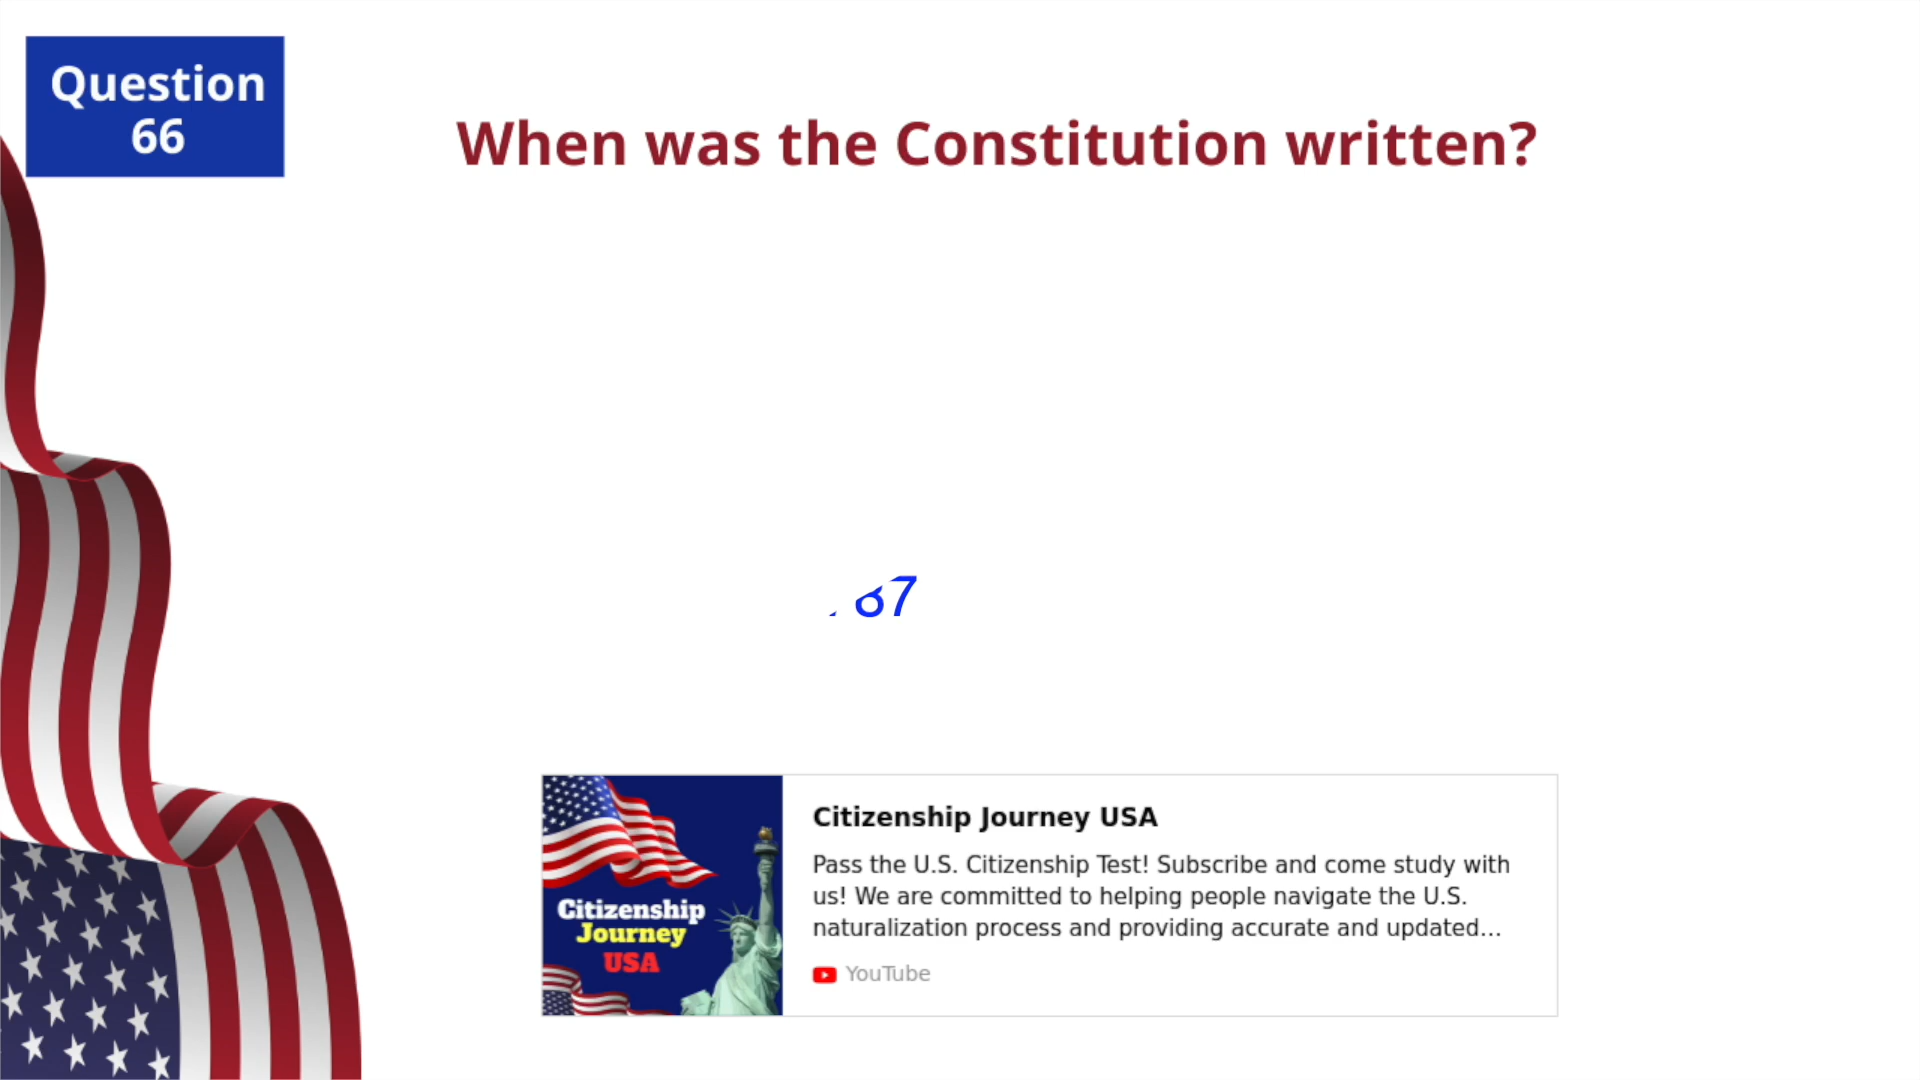 Question
66
When was the Constitution written?
87
Citizenship
Journey
USA
Citizenship Journey USA
Pass the U.S. Citizenship Test! Subscribe and come study with
us! We are committed to helping people navigate the U.S.
naturalization process and providing accurate and updated...
YouTube